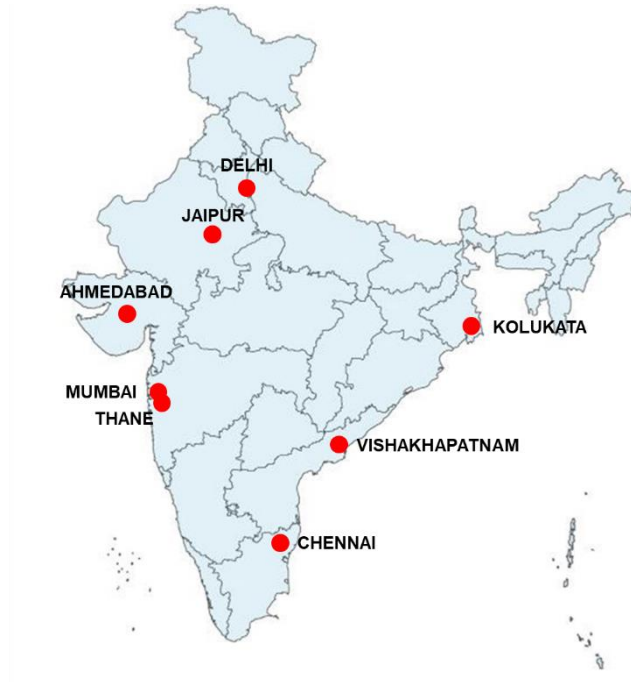 DELHI
JAIPUR
AHMEDABAD
KOLUKATA
MUMBAI
THANE
VISHAKHAPATNAM
CHENNAI